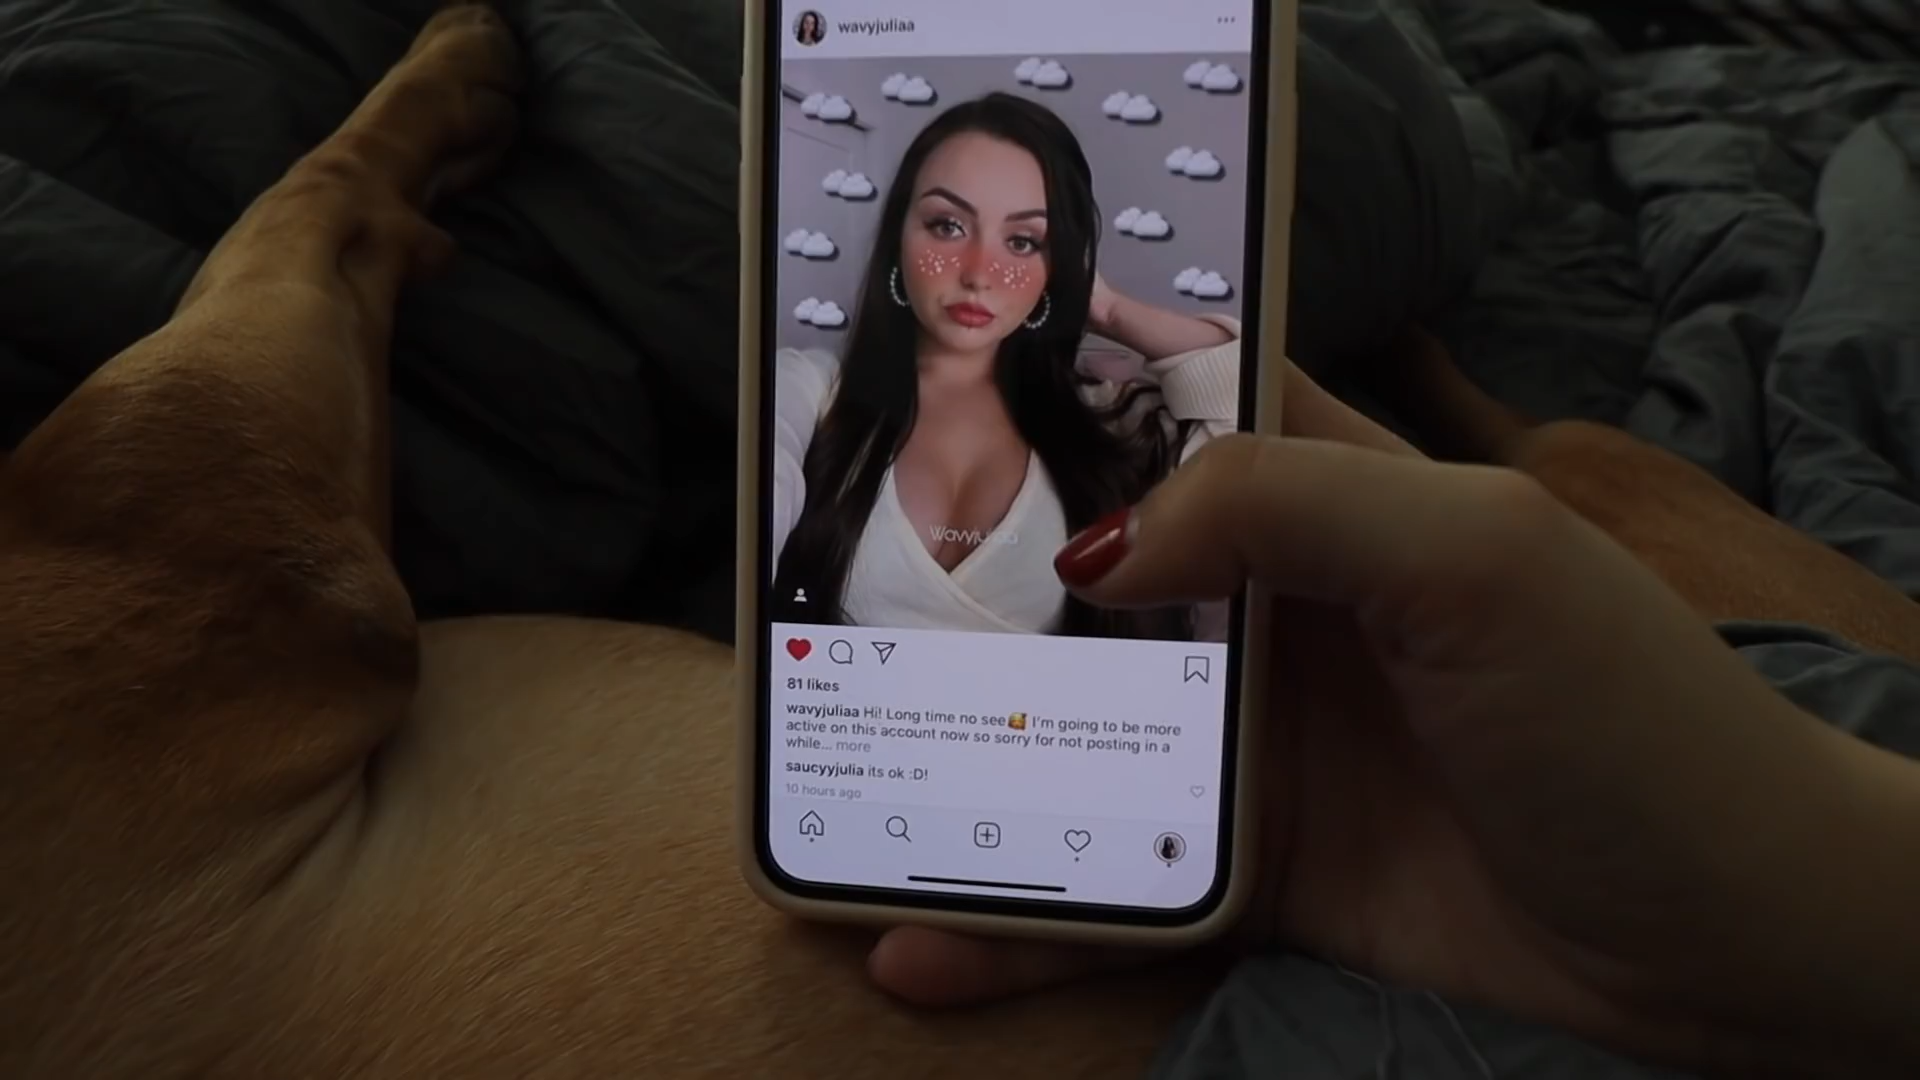 wavyjuliaa
81 likes
wavyjuliaa Hi! Long time no see🥰 I'm going to be more
active on this account now so sorry for not posting in a
while... more
saucyyjulia its ok :D!
10 hours ago